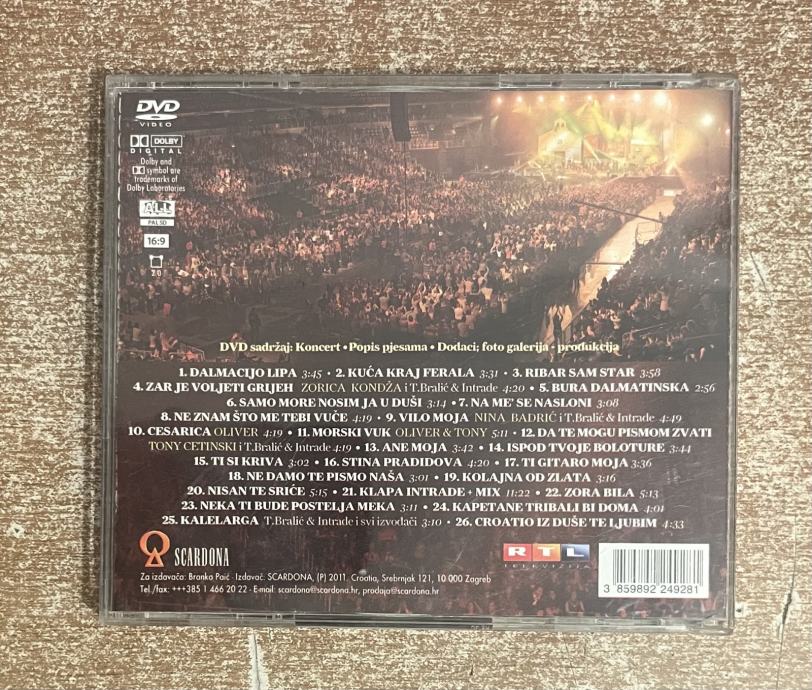 DVD
VIDEO
DOLBY
DIGITAL
Dolby and
symbol are
trademarks of
Dolby Laboratories
ALL
PAL SD
16:9
2.0
DVD sadržaj: Koncert • Popis pjesama • Dodaci; foto galerija - produkcija
1. DALMACIJO LIPA 3:45 • 2. KUĆA KRAJ FERALA 3:31 • 3. RIBAR SAM STAR 3:58
4. ZAR JE VOLJETI GRIJEH ZORICA KONDŽA i T.Bralić & Intrade 4:20 • 5. BURA DALMATINSKA 2:56
6. SAMO MORE NOSIM JA U DUŠI 3:14 • 7. NA ME' SE NASLONI 3:08
8. NE ZNAM ŠTO ME TEBI VUČE 4:19 • 9. VILO MOJA NINA BADRIĆ i T.Bralić & Intrade 4:49
10. CESARICA OLIVER 4:19 • 11. MORSKI VUK OLIVER & TONY 5:11 • 12. DA TE MOGU PISMOM ZVATI
TONY CETINSKI i T.Bralić & Intrade 4:19 • 13. ANE MOJA 3:42 • 14. ISPOD TVOJE BOLOTURE 3:44
15. TI SI KRIVA 3:02 • 16. STINA PRADIDOVA 4:20 • 17. TI GITARO MOJA 3:36
18. NE DAMO TE PISMO NAŠA 3:01 • 19. KOLAJNA OD ZLATA 3:16
20. NISAN TE SRIĆE 5:15 • 21. KLAPA INTRADE - MIX 11:22 • 22. ZORA BILA 5:13
23. NEKA TI BUDE POSTELJA MEKA 3:11 • 24. KAPETANE TRIBALI BI DOMA 4:01
25. KALELARGA T.Bralić & Intrade i svi izvođači 3:10 • 26. CROATIO IZ DUŠE TE LJUBIM 4:33
SCARDONA
RTL
TELEVIZIJA
Za izdavača: Branko Paić · Izdavač: SCARDONA, (P) 2011. Croatia, Srebrnjak 121, 10 000 Zagreb
Tel./fax: +++385 1 466 20 22 · E-mail: scardona@scardona.hr, prodaja@scardona.hr
3 859892 249281